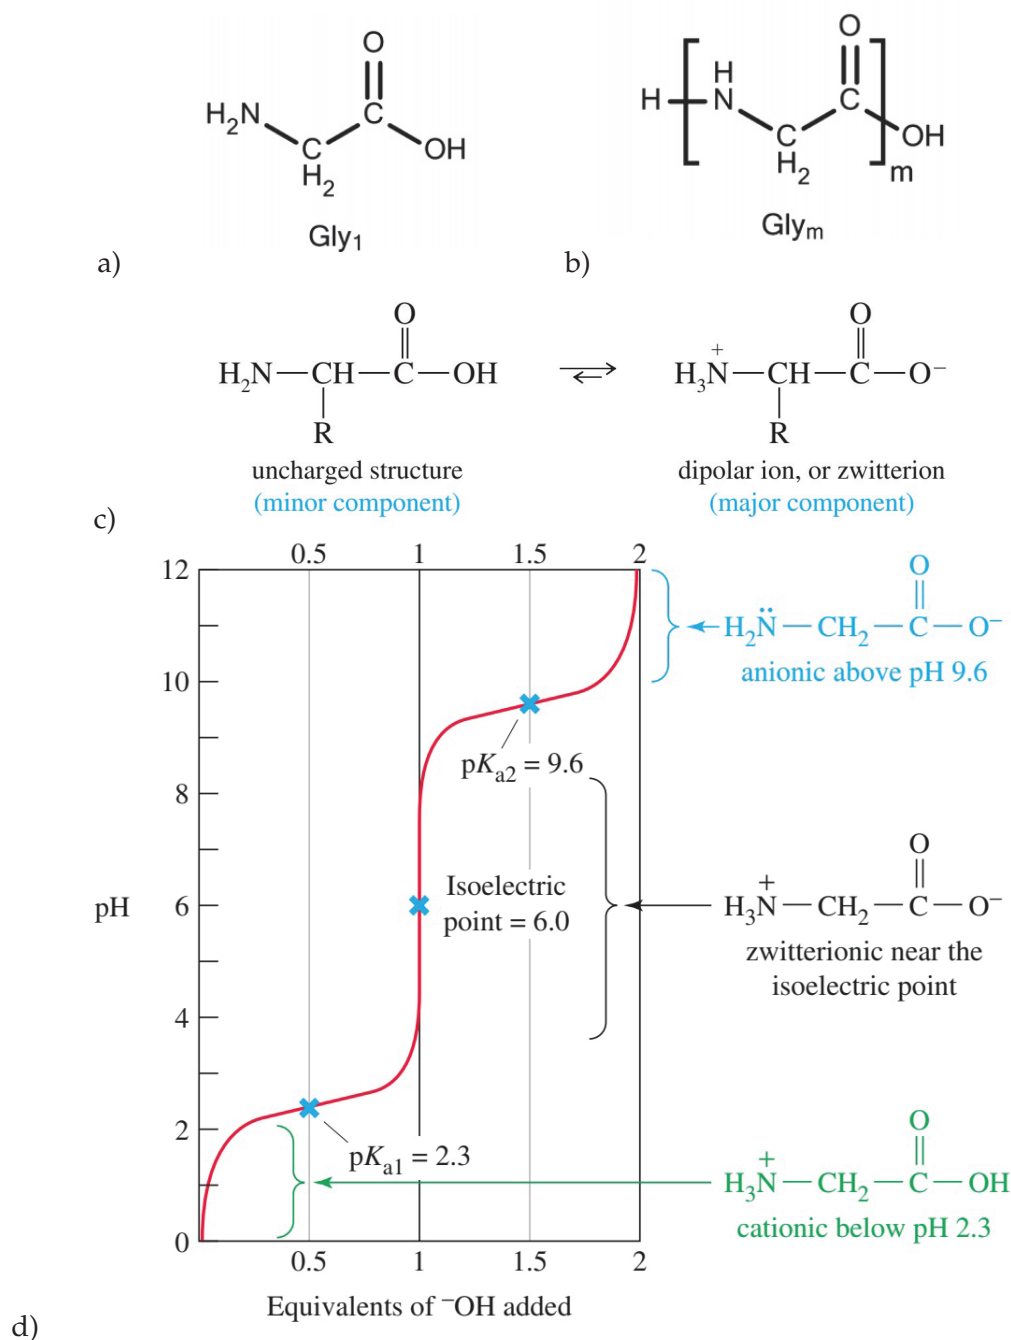 H₂N C H₂ C O OH
Gly₁
a)
H [ H N C H₂ C O ]m OH
Glyₘ
b)
H₂N—CH—C—OH
O
R
uncharged structure
(minor component)
H₃N⁺—CH—C—O⁻
O
R
dipolar ion, or zwitterion
(major component)
c)
0.5 1 1.5 2
12
10
8
6
4
2
0
pH
pKa2 = 9.6
Isoelectric
point = 6.0
pKa1 = 2.3
0.5 1 1.5 2
Equivalents of ⁻OH added
O
H₂N̈—CH₂—C—O⁻
anionic above pH 9.6
O
H₃N⁺—CH₂—C—O⁻
zwitterionic near the
isoelectric point
O
H₃N⁺—CH₂—C—OH
cationic below pH 2.3
d)